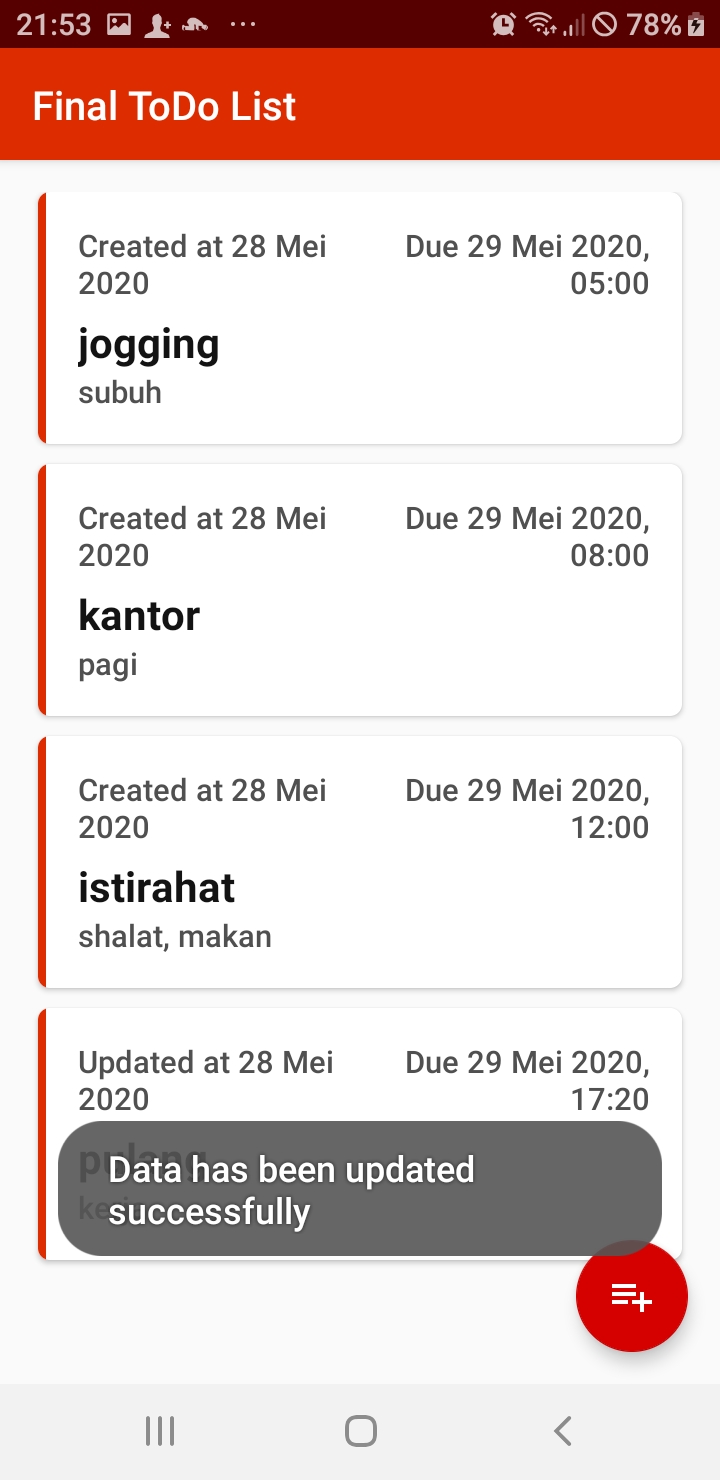 21:53
78%
Final ToDo List
Created at 28 Mei
2020
Due 29 Mei 2020,
05:00
jogging
subuh
Created at 28 Mei
2020
Due 29 Mei 2020,
08:00
kantor
pagi
Created at 28 Mei
2020
Due 29 Mei 2020,
12:00
istirahat
shalat, makan
Updated at 28 Mei
2020
Due 29 Mei 2020,
17:20
pulang
Data has been updated
successfully